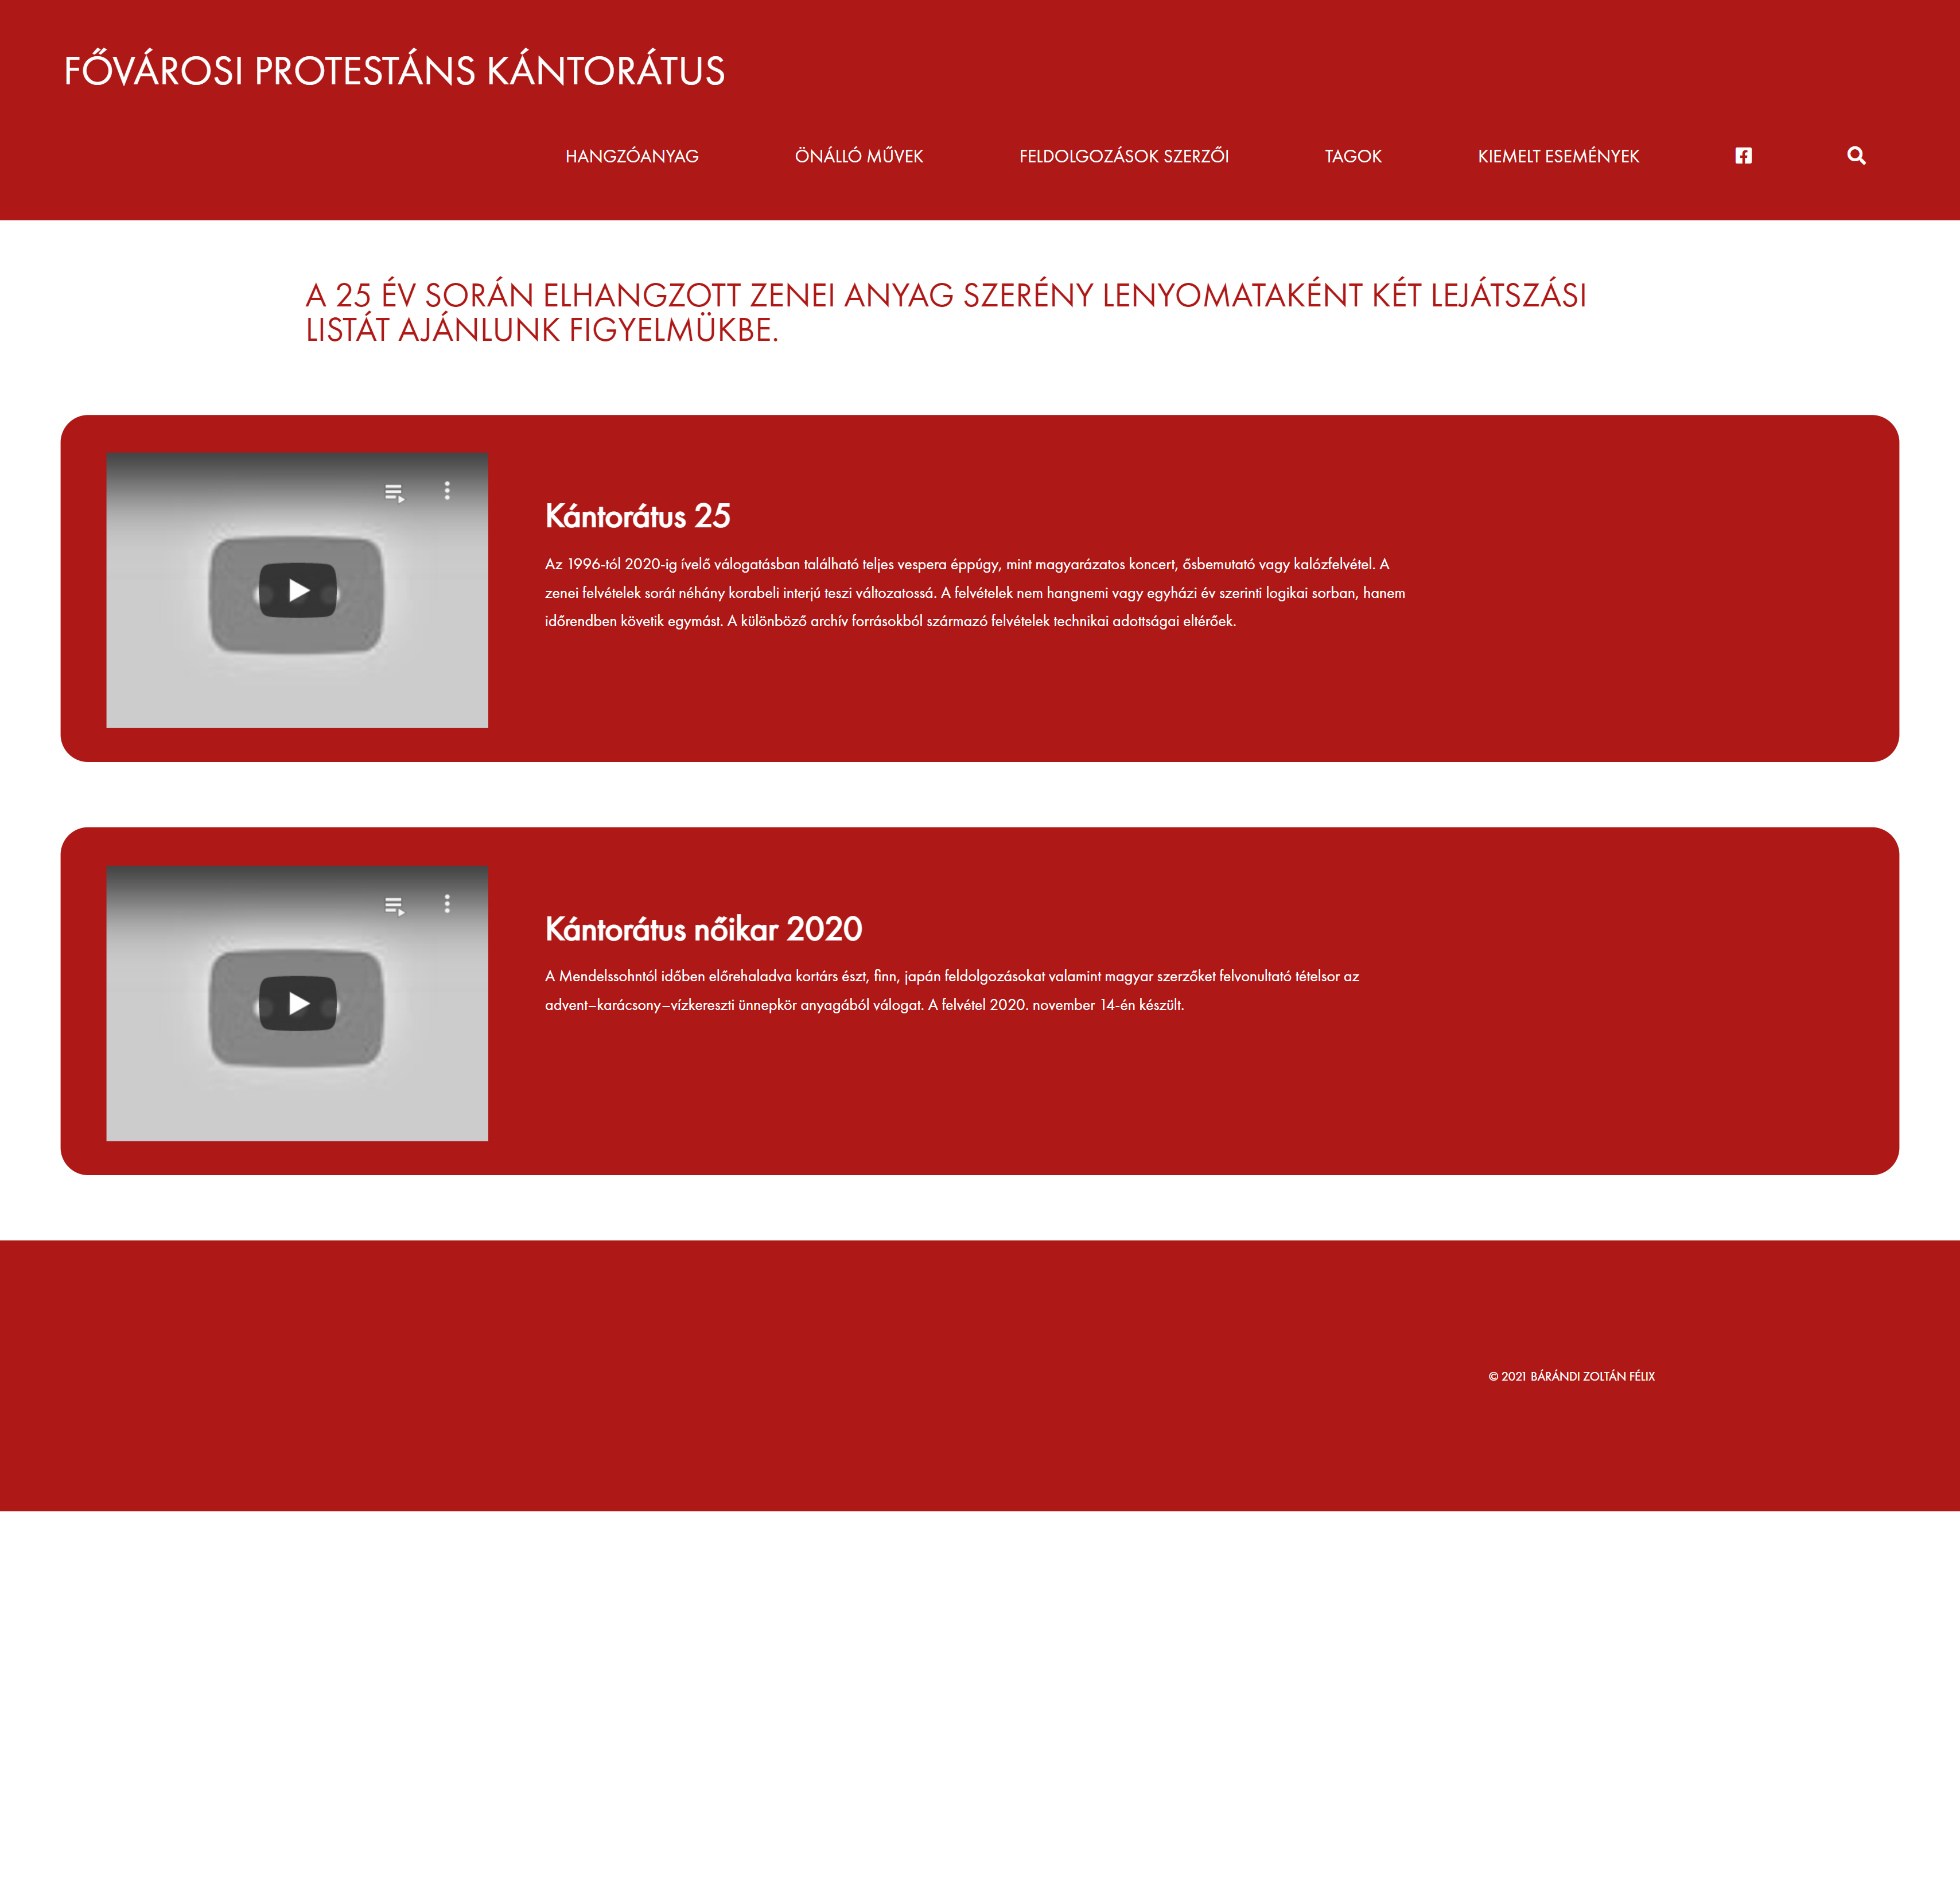 FŐVÁROSI PROTESTÁNS KÁNTORÁTUS
HANGZÓANYAG ÖNÁLLÓ MŰVEK FELDOLGOZÁSOK SZERZŐI TAGOK KIEMELT ESEMÉNYEK
A 25 ÉV SORÁN ELHANGZOTT ZENEI ANYAG SZERÉNY LENYOMATAKÉNT KÉT LEJÁTSZÁSI
LISTÁT AJÁNLUNK FIGYELMÜKBE.
Kántorátus 25
Az 1996-tól 2020-ig ívelő válogatásban található teljes vespera éppúgy, mint magyarázatos koncert, ősbemutató vagy kalózfelvétel. A
zenei felvételek sorát néhány korabeli interjú teszi változatossá. A felvételek nem hangnemi vagy egyházi év szerinti logikai sorban, hanem
időrendben követik egymást. A különböző archív forrásokból származó felvételek technikai adottságai eltérőek.
Kántorátus nőikar 2020
A Mendelssohntól időben előrehaladva kortárs észt, finn, japán feldolgozásokat valamint magyar szerzőket felvonultató tételsor az
advent–karácsony–vízkereszti ünnepkör anyagából válogat. A felvétel 2020. november 14-én készült.
© 2021 BÁRÁNDI ZOLTÁN FÉLIX